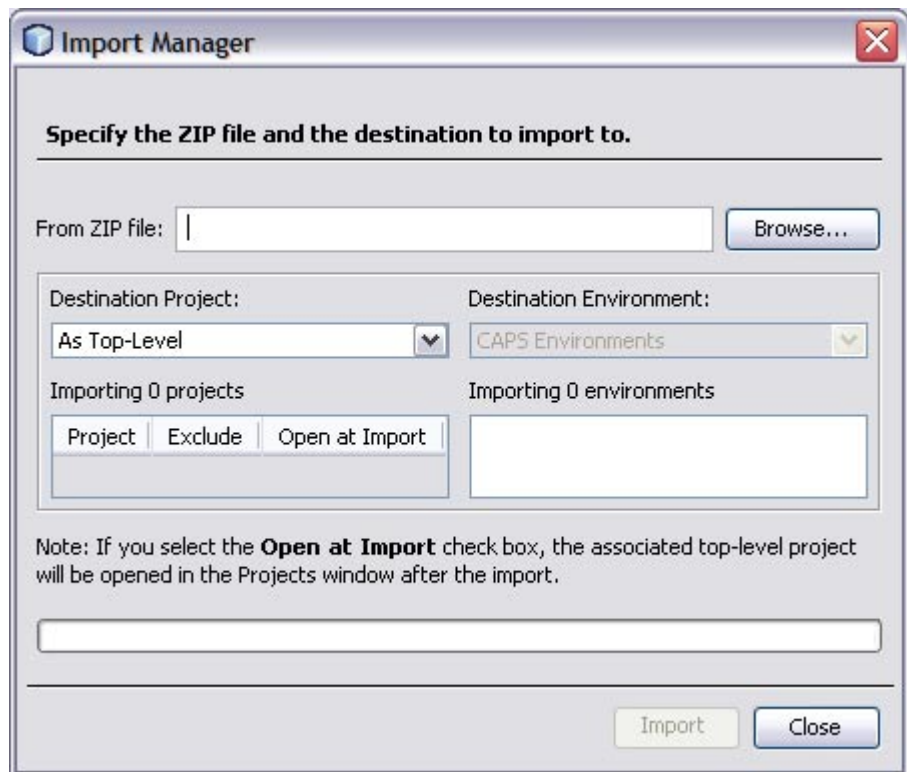 Import Manager
Specify the ZIP file and the destination to import to.
From ZIP file:
Browse...
Destination Project:
Destination Environment:
As Top-Level
CAPS Environments
Importing 0 projects
Importing 0 environments
Project Exclude Open at Import
Note: If you select the Open at Import check box, the associated top-level project
will be opened in the Projects window after the import.
Import
Close